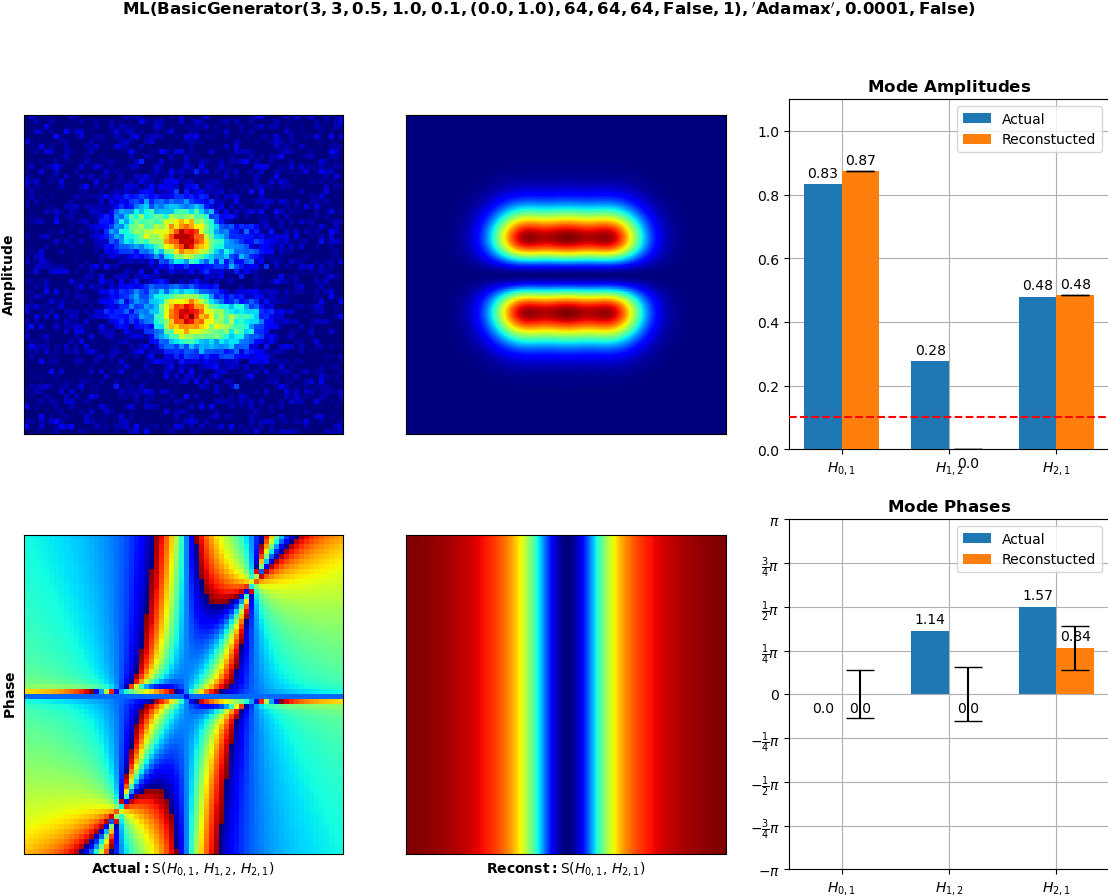 ML(BasicGenerator(3, 3, 0.5, 1.0, 0.1, (0.0, 1.0), 64, 64, 64, False, 1), ′Adamax′, 0.0001, False)
Amplitude
Mode Amplitudes
Actual
Reconstucted
1.0
0.8
0.6
0.4
0.2
0.0
0.83
0.87
0.28
0.0
0.48
0.48
H₀,₁
H₁,₂
H₂,₁
Phase
Actual: S(H₀,₁, H₁,₂, H₂,₁)
Reconst: S(H₀,₁, H₂,₁)
Mode Phases
Actual
Reconstucted
π
3/4π
1/2π
1/4π
0
−1/4π
−1/2π
−3/4π
−π
0.0
0.0
1.14
0.0
1.57
0.84
H₀,₁
H₁,₂
H₂,₁